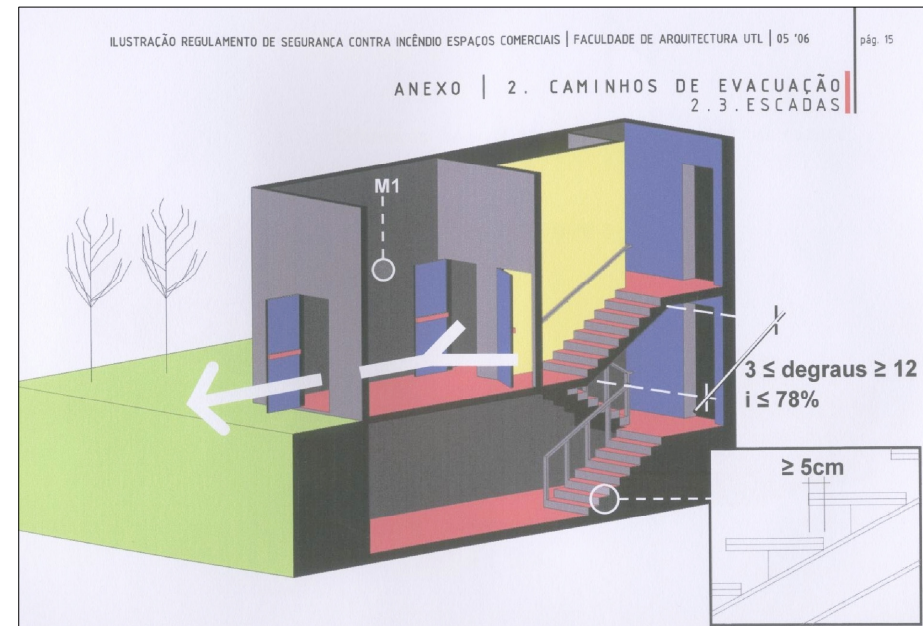 ILUSTRAÇÃO REGULAMENTO DE SEGURANCA CONTRA INCÊNDIO ESPAÇOS COMERCIAIS | FACULDADE DE ARQUITECTURA UTL | 05 '06
pág. 15
ANEXO | 2. CAMINHOS DE EVACUAÇÃO
2.3.ESCADAS
M1
3 ≤ degraus ≥ 12
i ≤ 78%
≥ 5cm